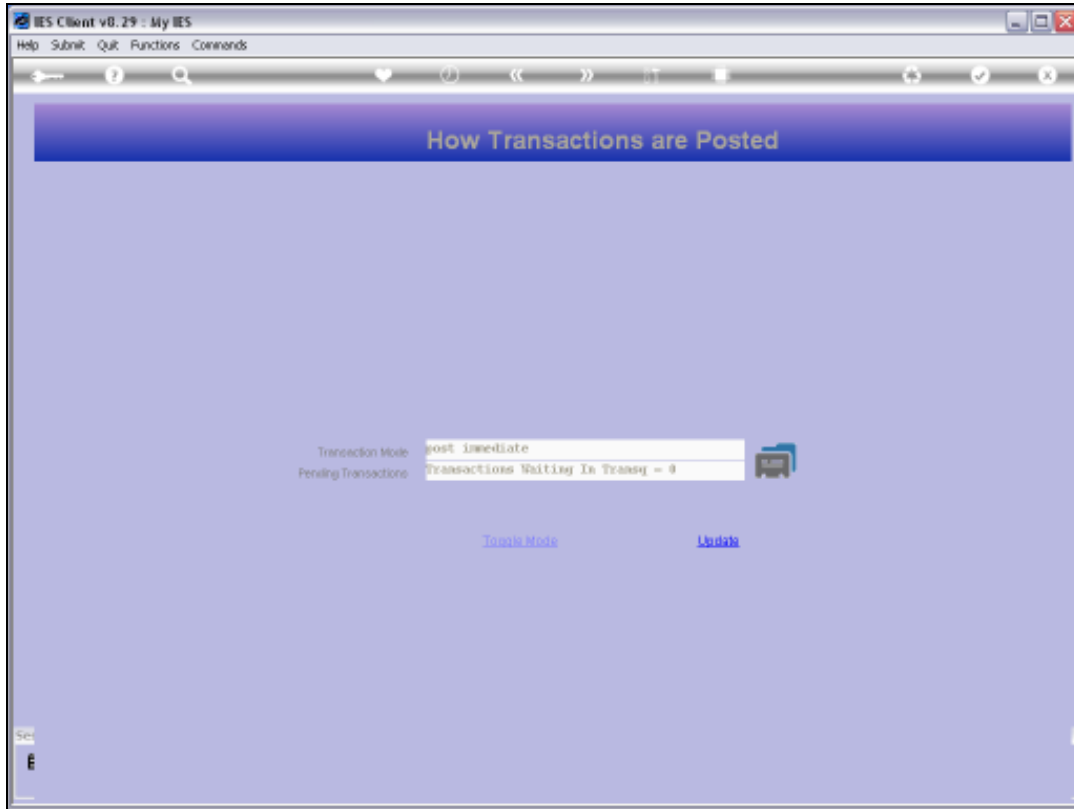 IES Client v8.29 : My IES
Help Submit Quit Functions Commands
How Transactions are Posted
Transaction Mode post immediate
Pending Transactions Transactions Waiting In Transq = 0
Toggle Mode Update
Ses